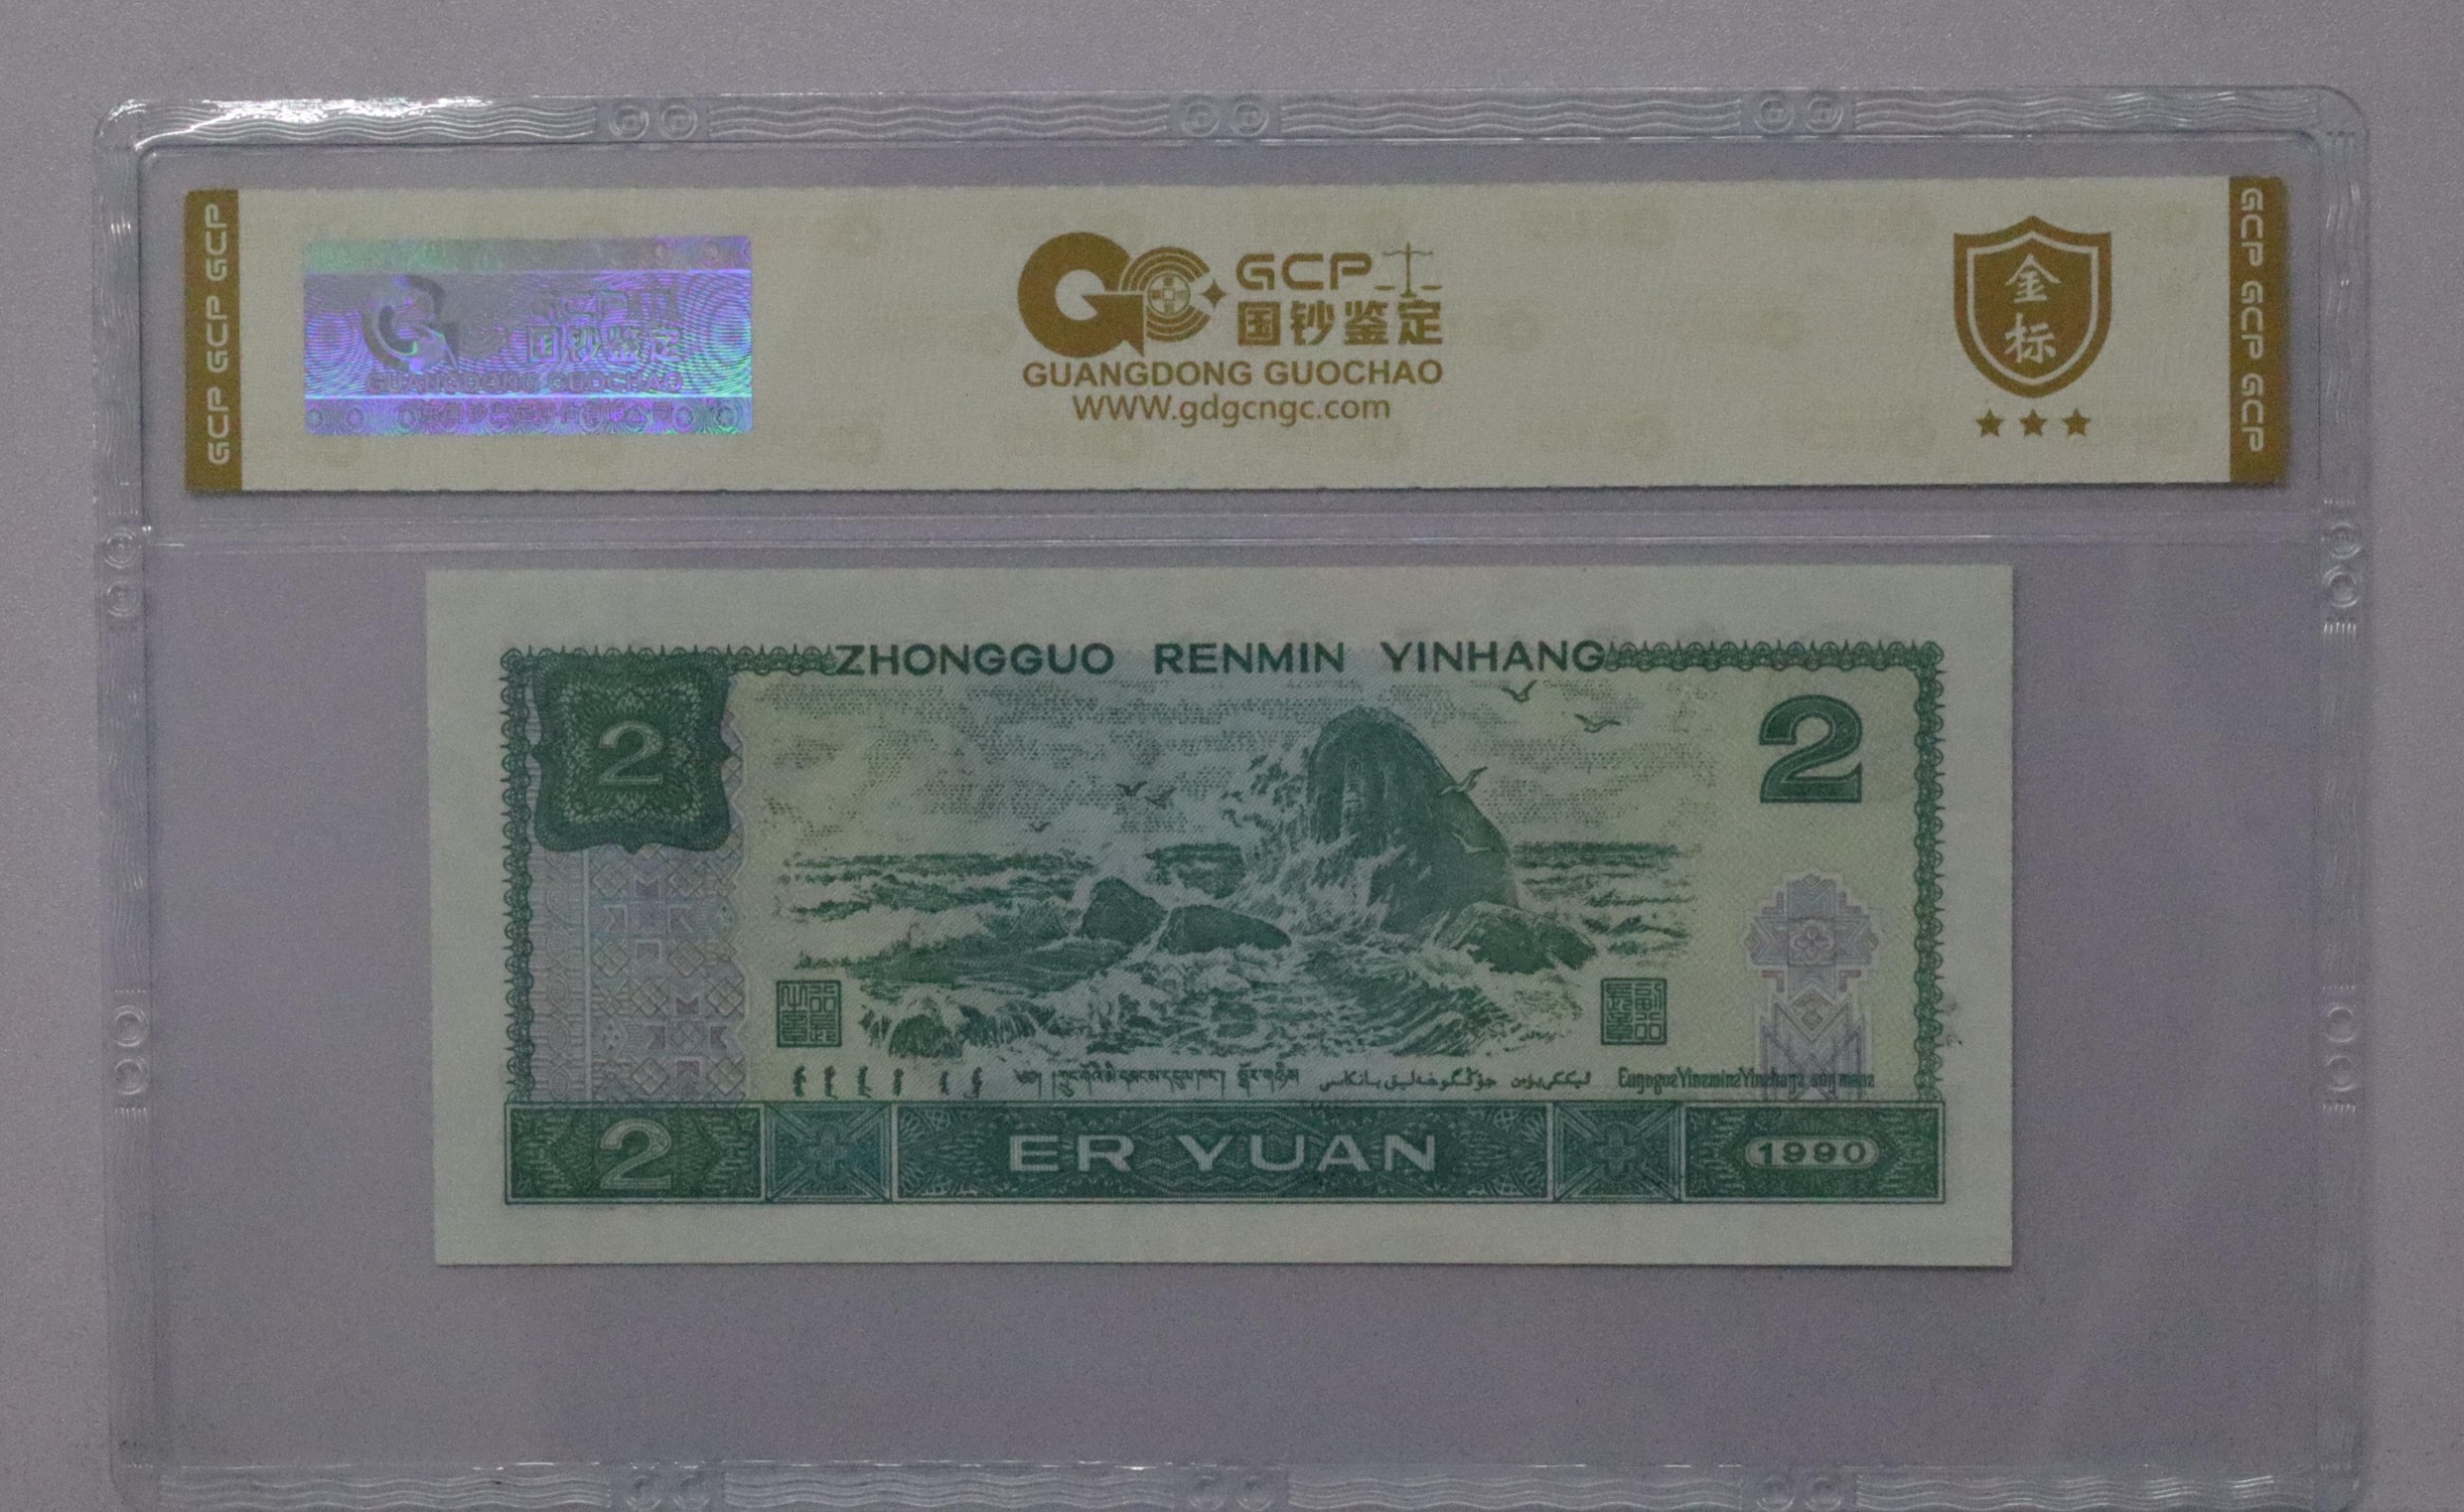 GCP GCP GCP
GCP
国钞鉴定
GUANGDONG GUOCHAO
GCP
国钞鉴定
GUANGDONG GUOCHAO
WWW.gdgcngc.com
金
标
GCP GCP GCP
ZHONGGUO RENMIN YINHANG
2
2
2
ER YUAN
1990